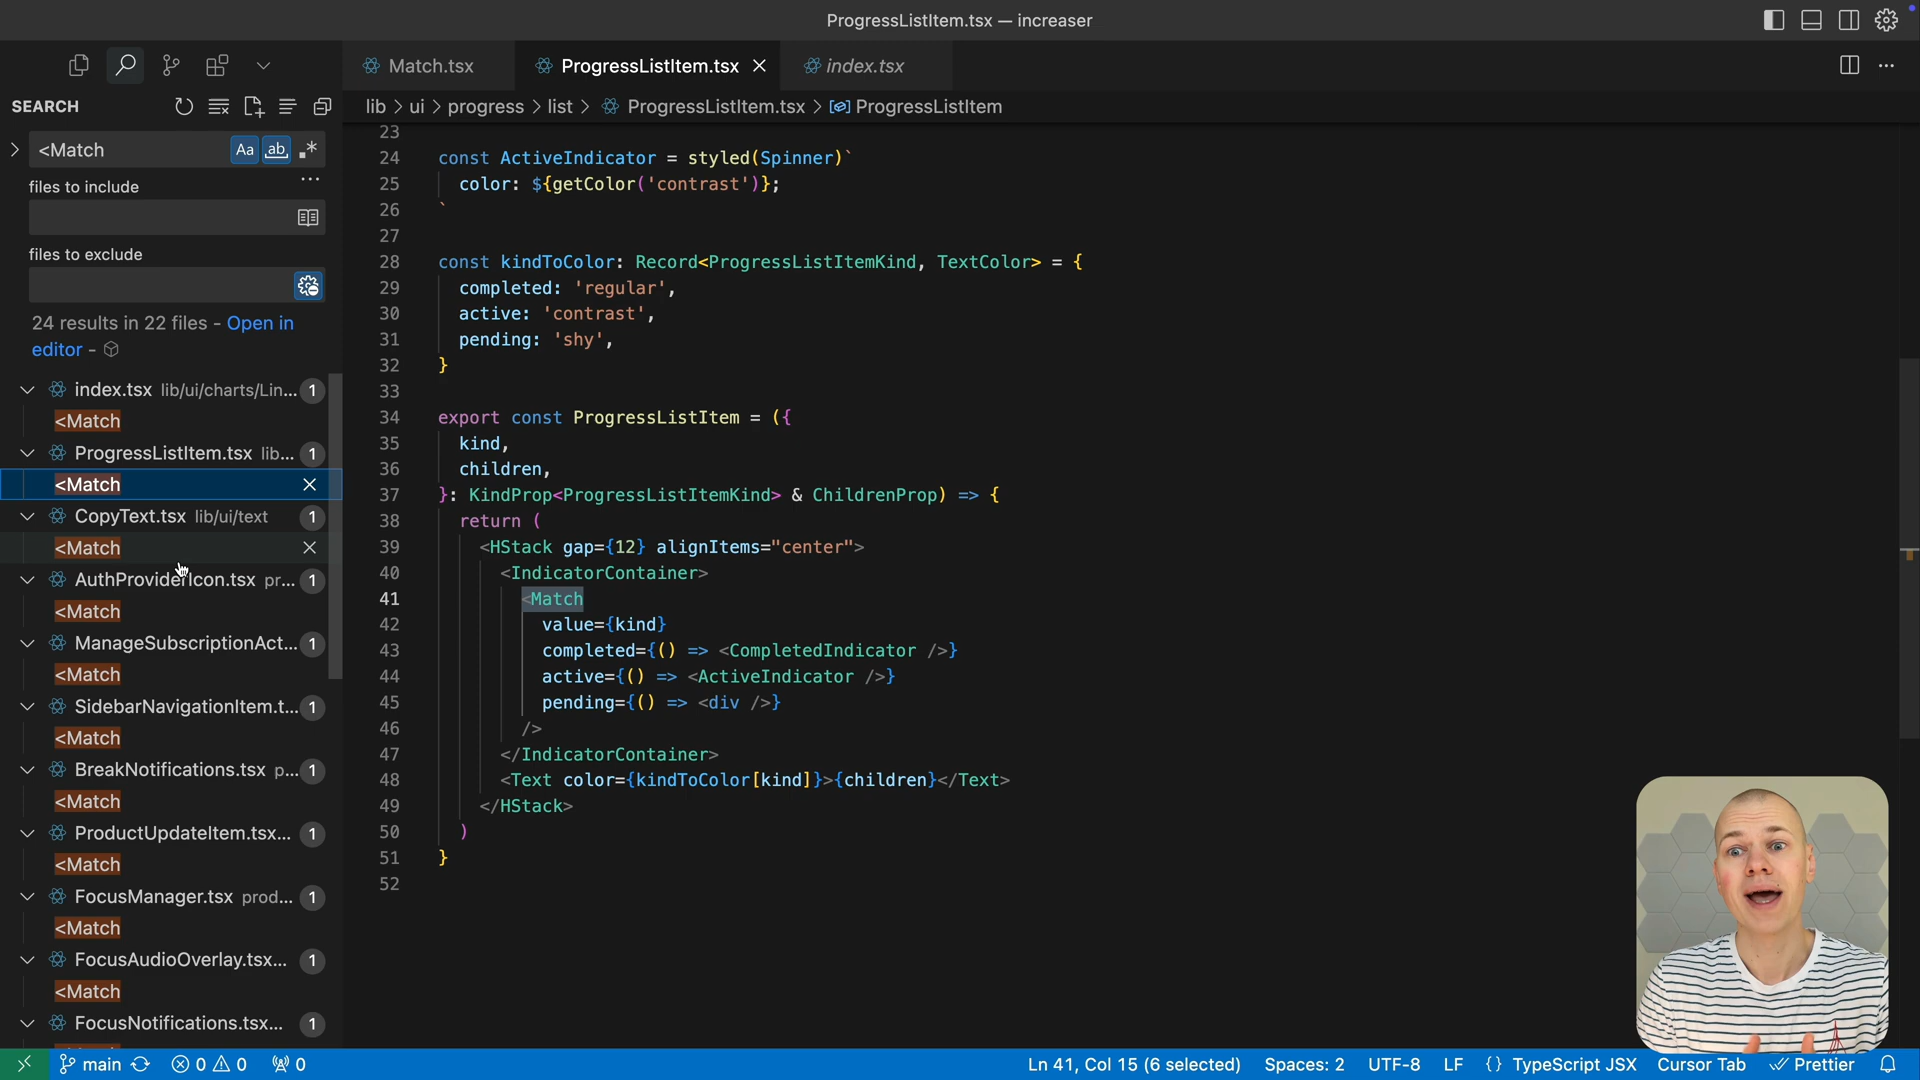 ProgressListItem.tsx — increaser
Match.tsx
ProgressListItem.tsx
index.tsx
SEARCH
lib > ui > progress > list > ProgressListItem.tsx > ProgressListItem
<Match
Aa
ab
files to include
files to exclude
24 results in 22 files - Open in
editor -
index.tsx lib/ui/charts/Lin... 1
<Match
ProgressListItem.tsx lib... 1
<Match
CopyText.tsx lib/ui/text 1
<Match
AuthProviderIcon.tsx pr... 1
<Match
ManageSubscriptionAct... 1
<Match
SidebarNavigationItem.t... 1
<Match
BreakNotifications.tsx p... 1
<Match
ProductUpdateItem.tsx... 1
<Match
FocusManager.tsx prod... 1
<Match
FocusAudioOverlay.tsx... 1
<Match
FocusNotifications.tsx... 1
23
24 const ActiveIndicator = styled(Spinner)`
25 color: ${getColor('contrast')};
26 `
27
28 const kindToColor: Record<ProgressListItemKind, TextColor> = {
29 completed: 'regular',
30 active: 'contrast',
31 pending: 'shy',
32 }
33
34 export const ProgressListItem = ({
35 kind,
36 children,
37 }: KindProp<ProgressListItemKind> & ChildrenProp) => {
38 return (
39 <HStack gap={12} alignItems="center">
40 <IndicatorContainer>
41 <Match
42 value={kind}
43 completed={() => <CompletedIndicator />}
44 active={() => <ActiveIndicator />}
45 pending={() => <div />}
46 />
47 </IndicatorContainer>
48 <Text color={kindToColor[kind]}>{children}</Text>
49 </HStack>
50 )
51 }
52
main 0 0 0
Ln 41, Col 15 (6 selected) Spaces: 2 UTF-8 LF {} TypeScript JSX Cursor Tab Prettier